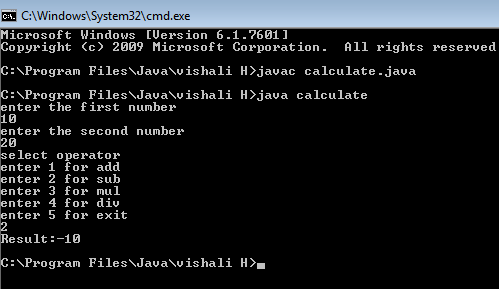 C:\Windows\System32\cmd.exe
Microsoft Windows [Version 6.1.7601]
Copyright (c) 2009 Microsoft Corporation.  All rights reserved
C:\Program Files\Java\vishali H>javac calculate.java
C:\Program Files\Java\vishali H>java calculate
enter the first number
10
enter the second number
20
select operator
enter 1 for add
enter 2 for sub
enter 3 for mul
enter 4 for div
enter 5 for exit
2
Result:-10
C:\Program Files\Java\vishali H>